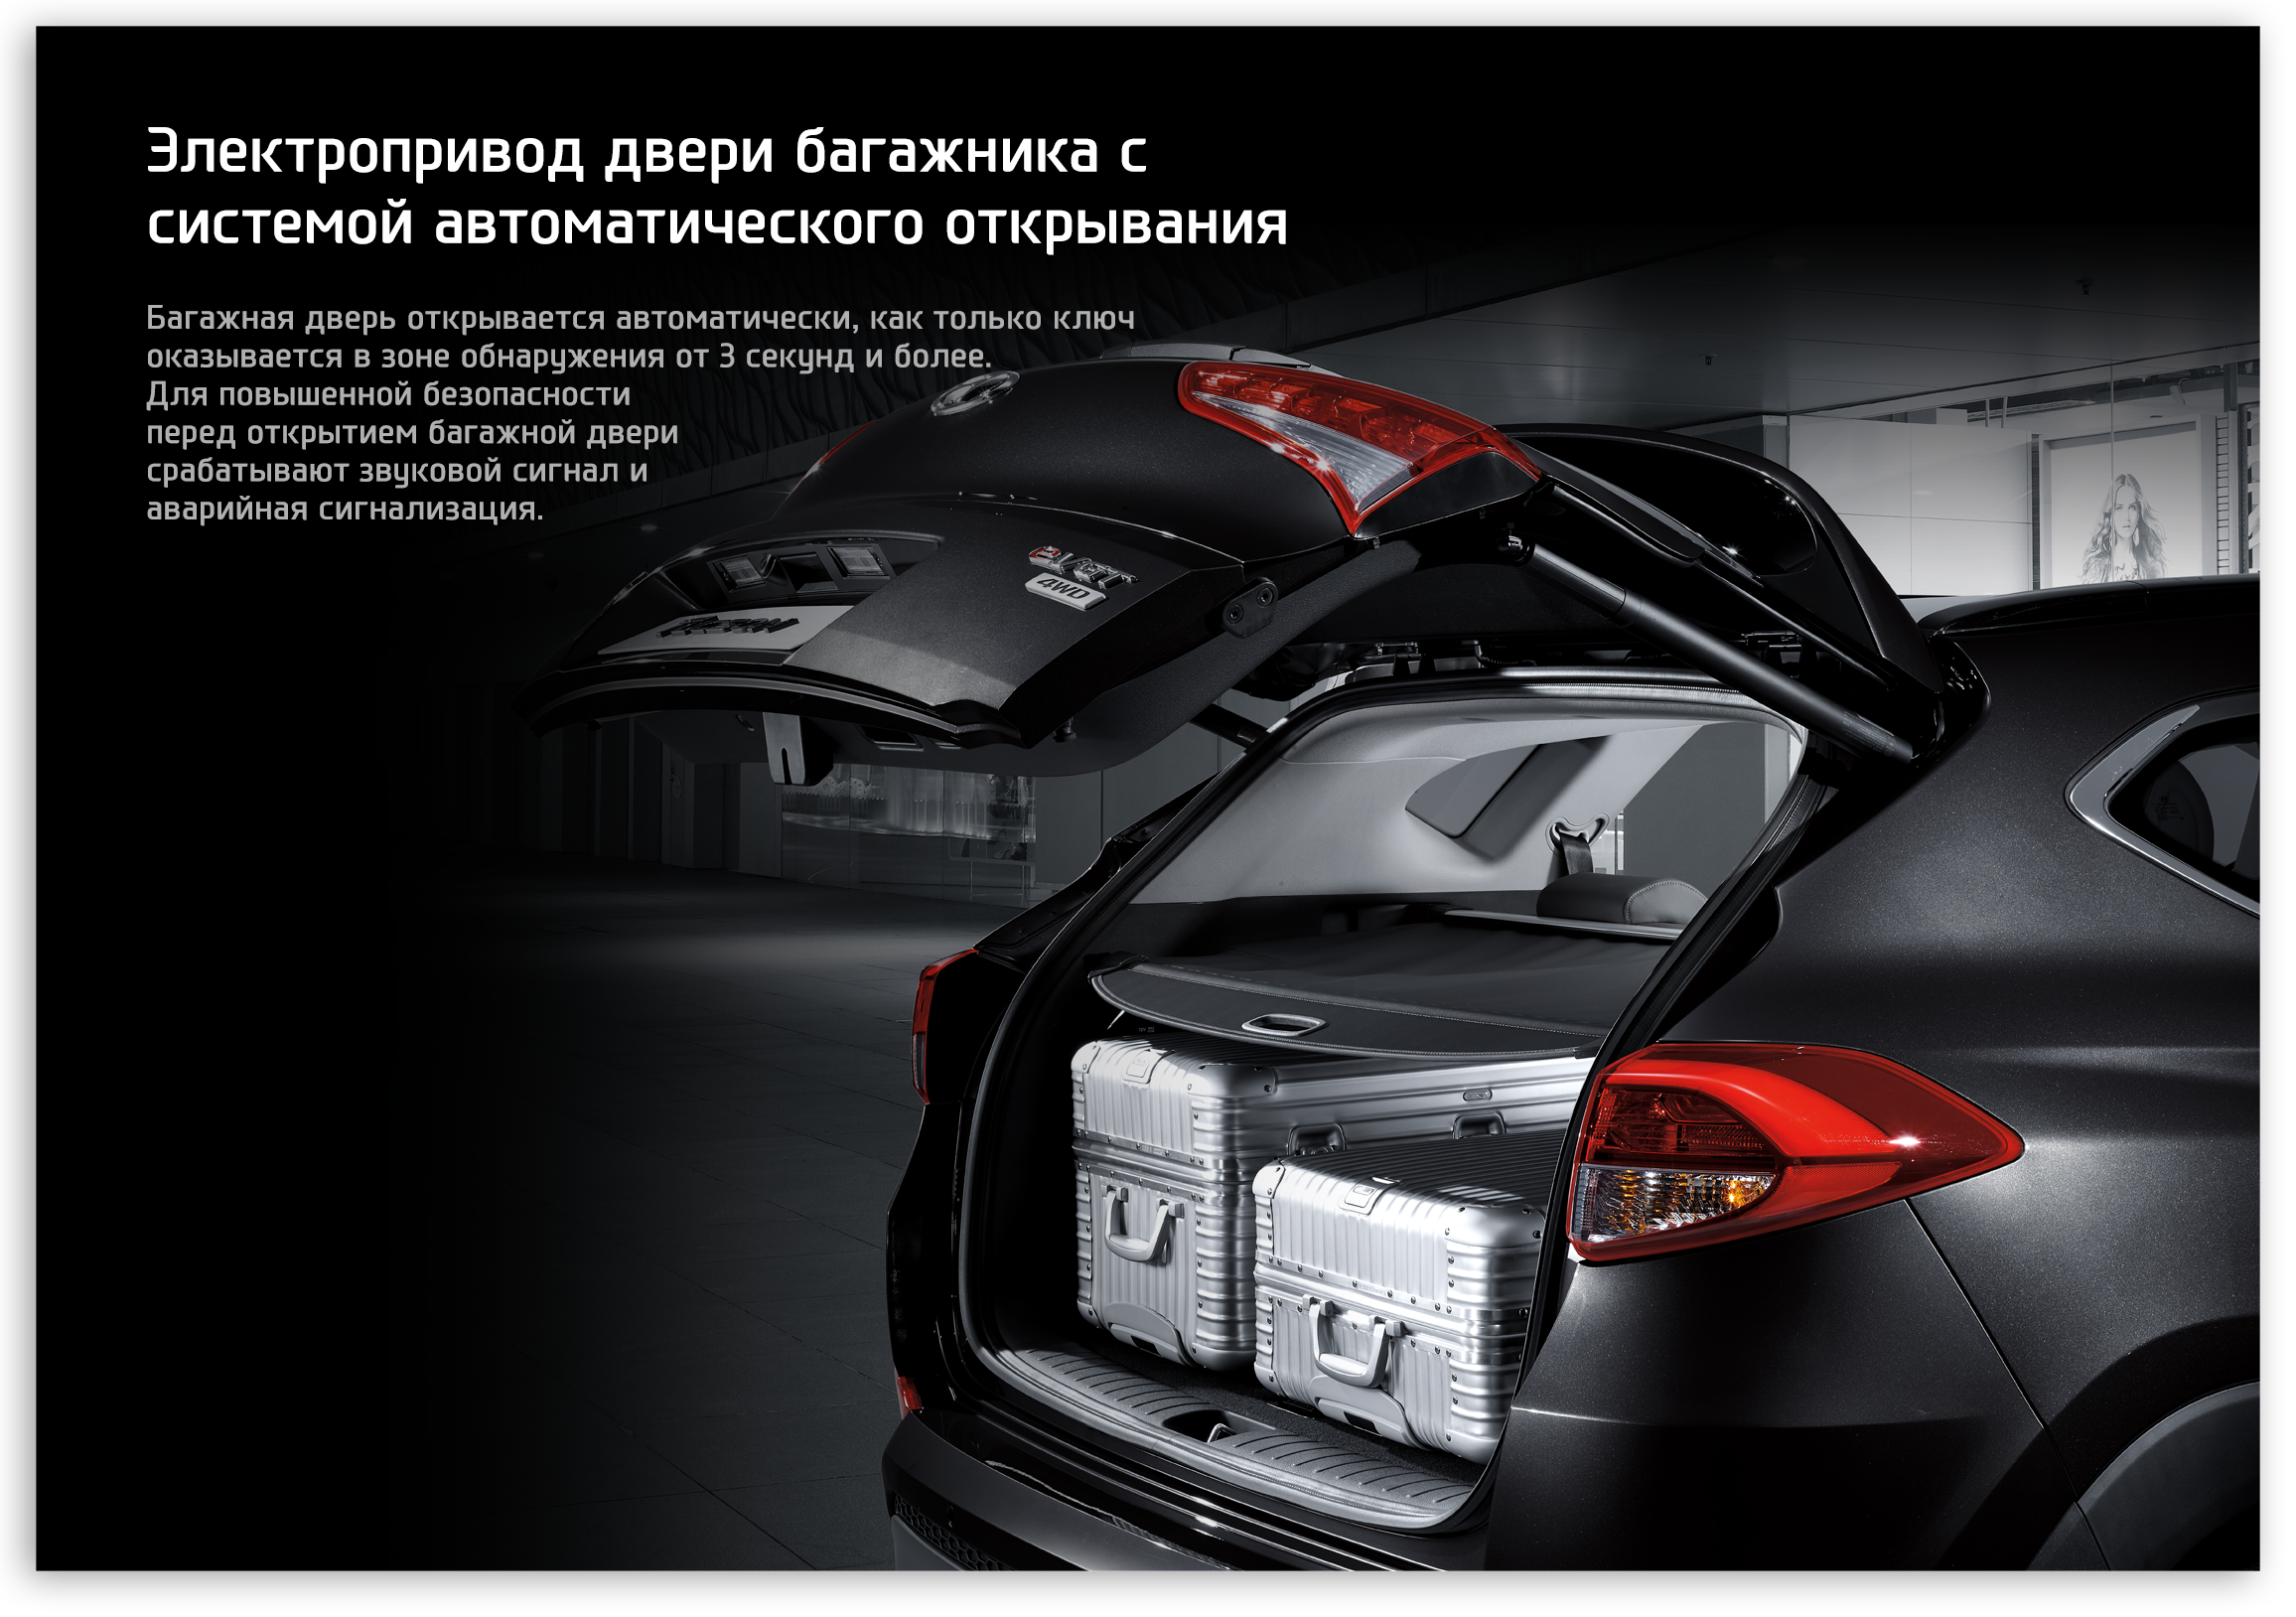 Электропривод двери багажника с
системой автоматического открывания
Багажная дверь открывается автоматически, как только ключ
оказывается в зоне обнаружения от 3 секунд и более.
Для повышенной безопасности
перед открытием багажной двери
срабатывают звуковой сигнал и
аварийная сигнализация.
4WD